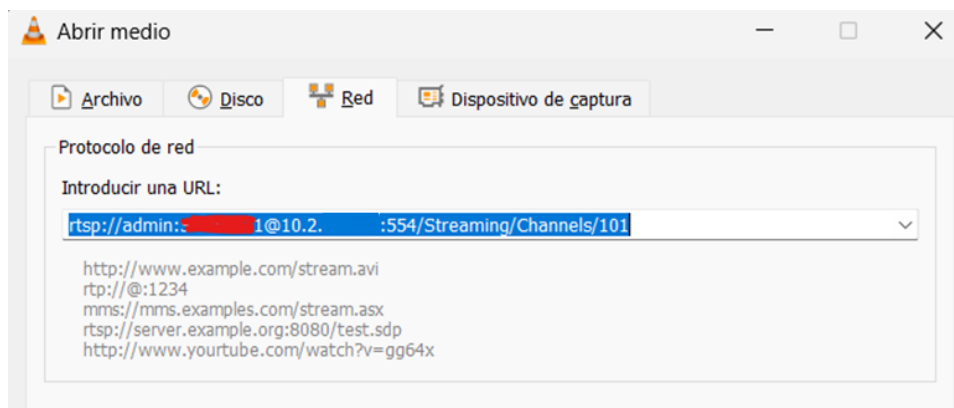 Abrir medio
Archivo Disco Red Dispositivo de captura
Protocolo de red
Introducir una URL:
rtsp://admin: 1@10.2. :554/Streaming/Channels/101
http://www.example.com/stream.avi
rtp://@:1234
mms://mms.examples.com/stream.asx
rtsp://server.example.org:8080/test.sdp
http://www.yourtube.com/watch?v=gg64x